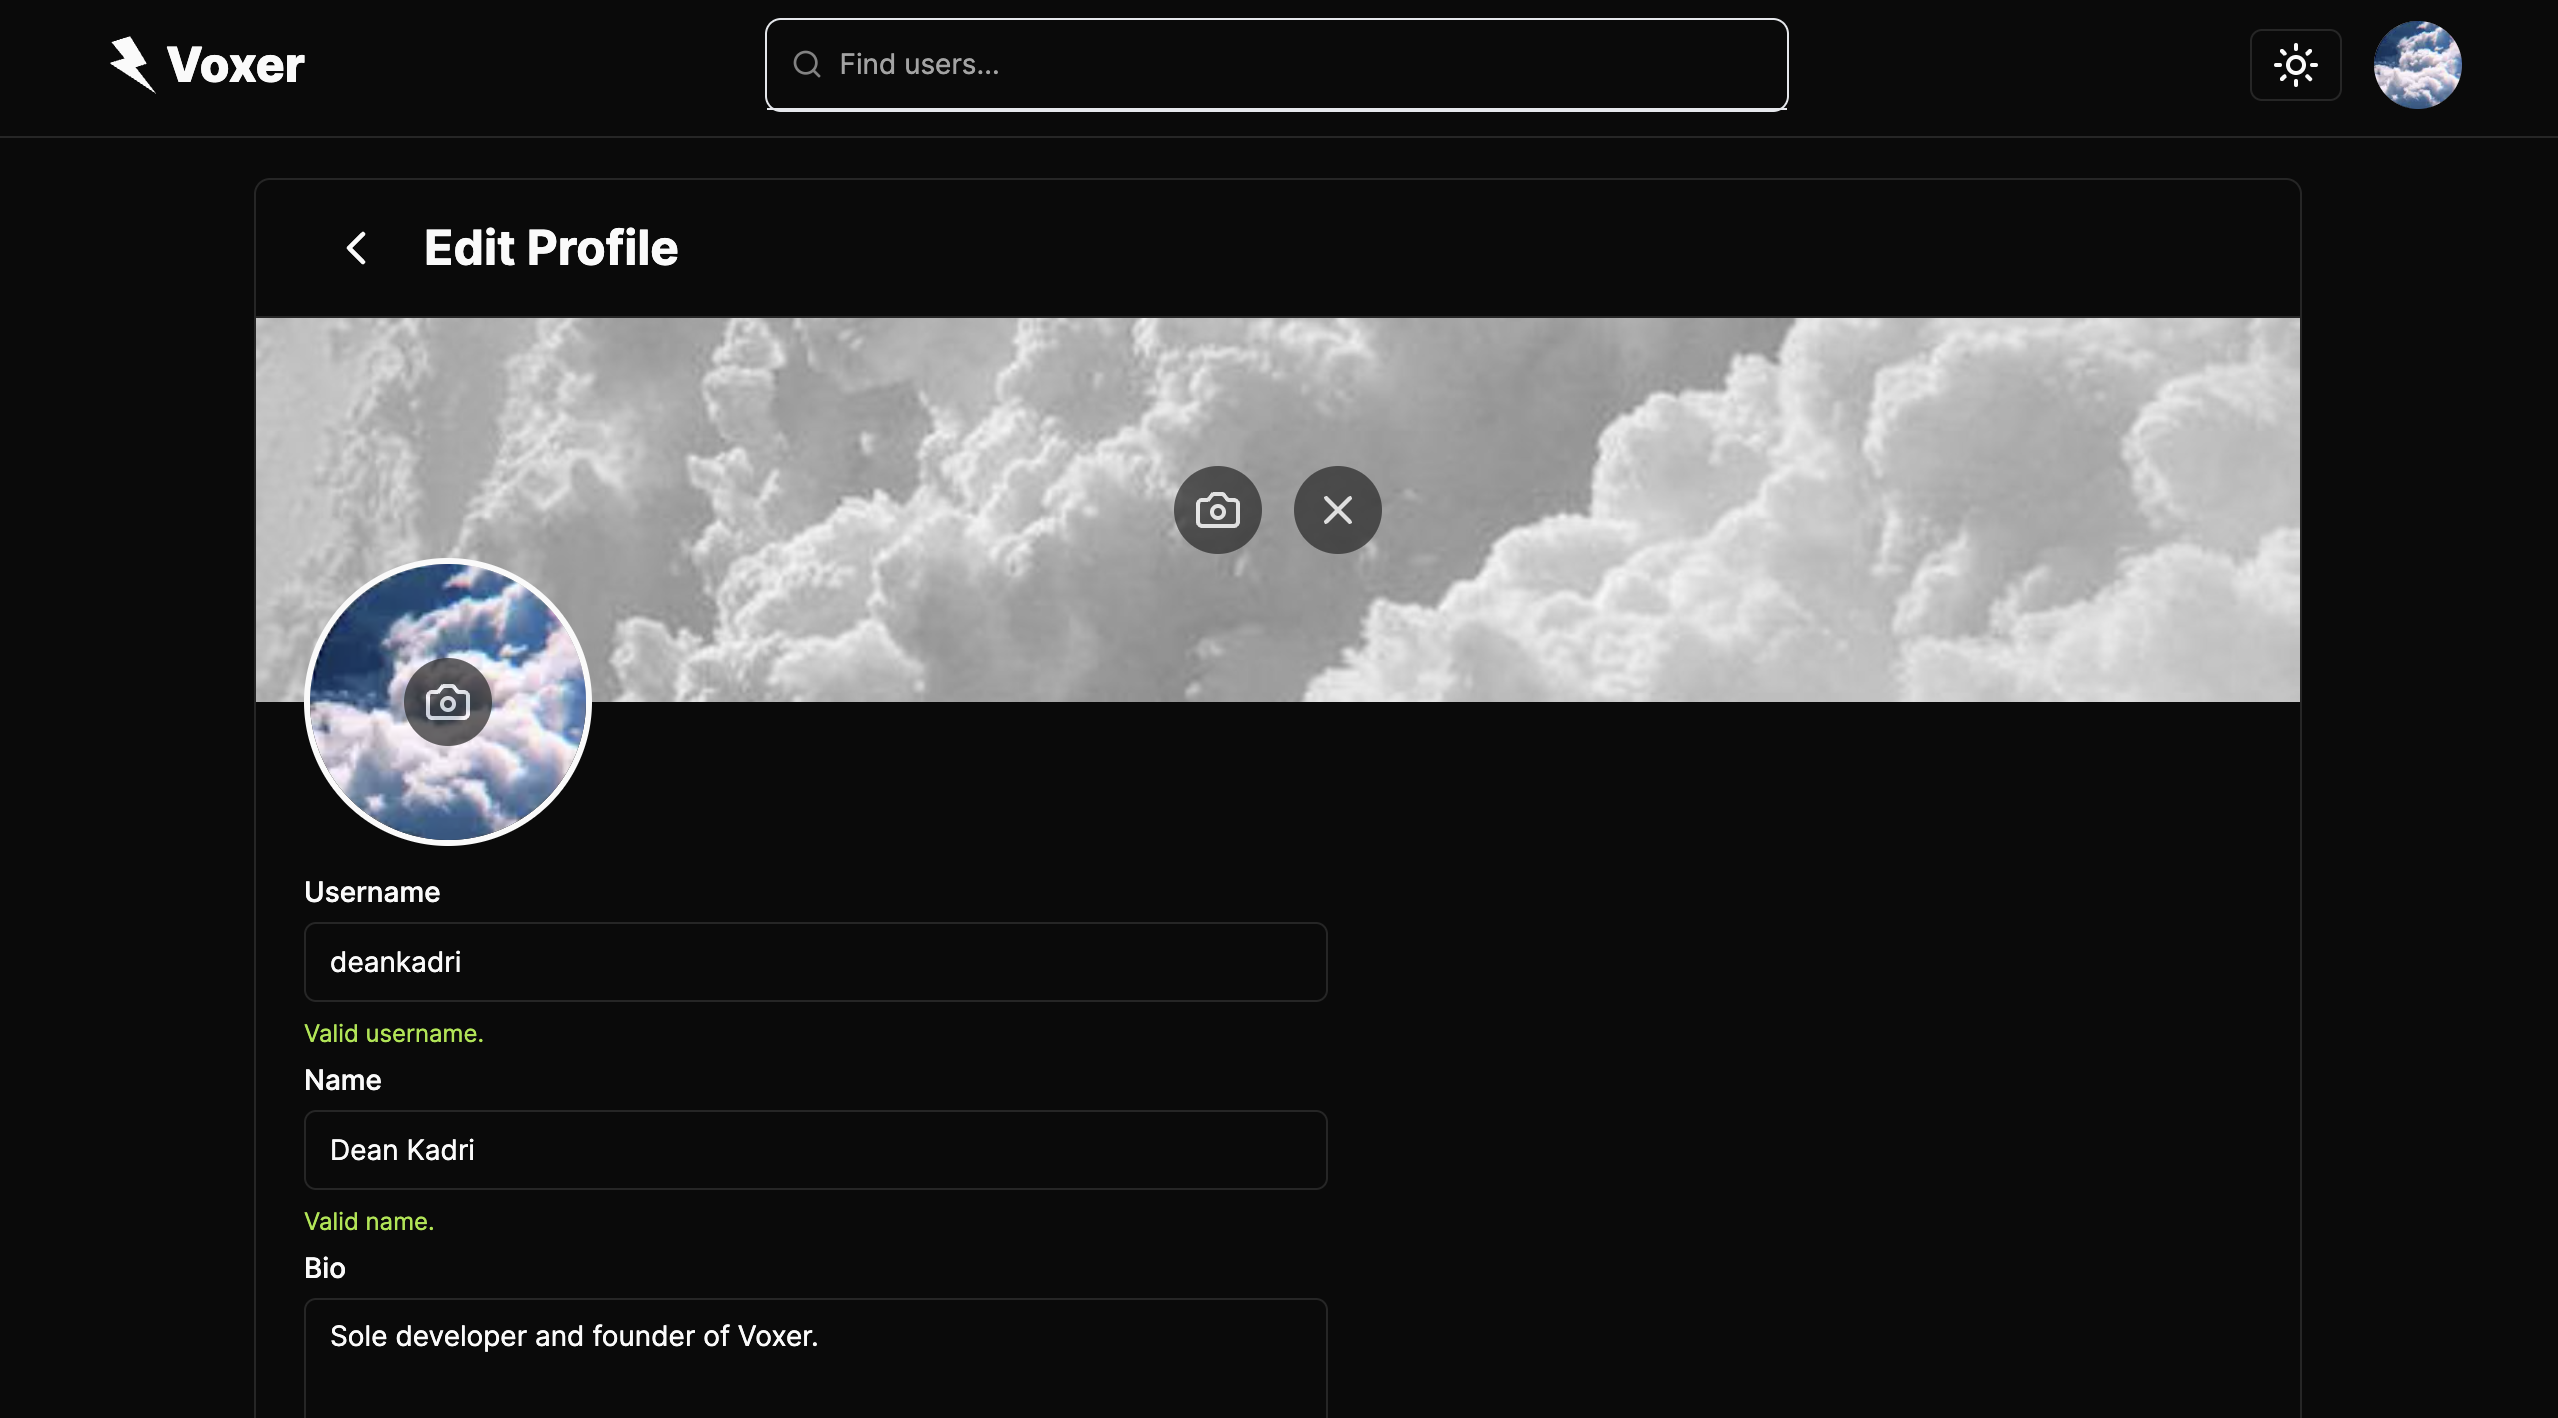 Voxer
Find users...
Edit Profile
Username
deankadri
Valid username.
Name
Dean Kadri
Valid name.
Bio
Sole developer and founder of Voxer.